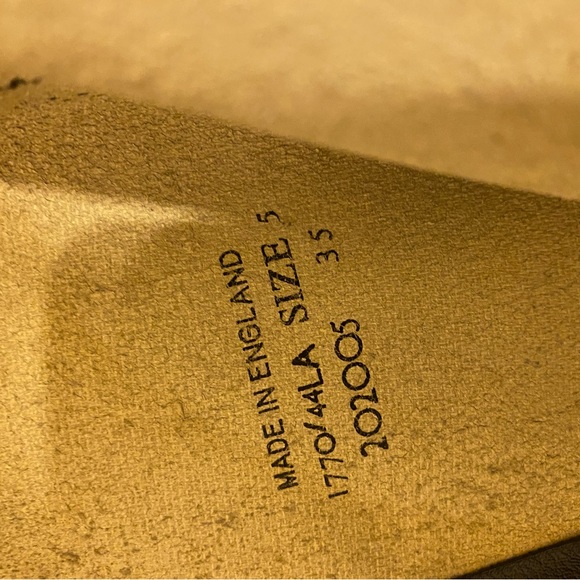 MADE IN ENGLAND
SIZE 5
1770/44LA 35
202005